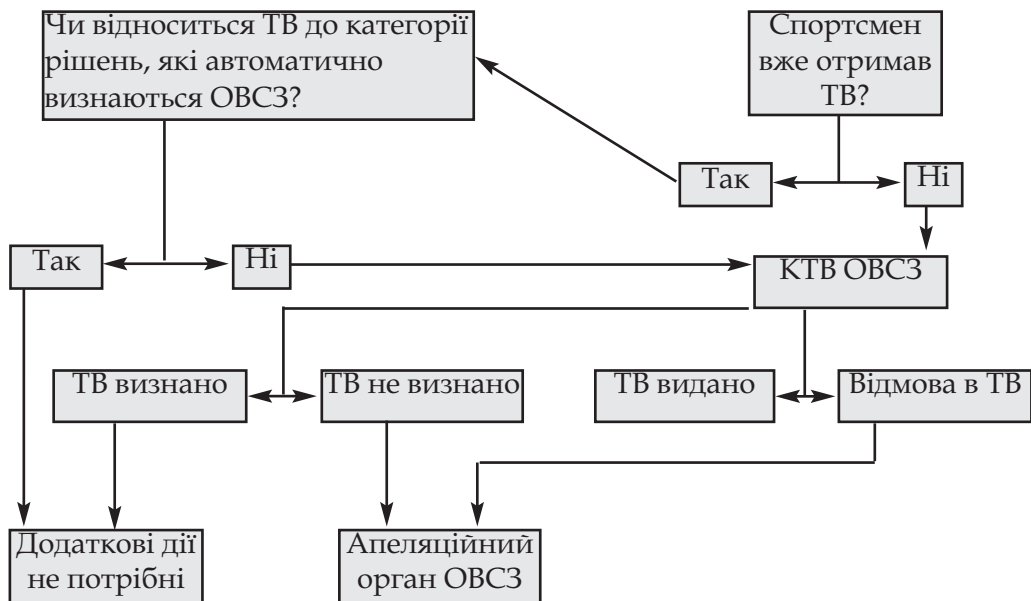 Чи відноситься ТВ до категорії
рішень, які автоматично
визнаються ОВСЗ?
Спортсмен
вже отримав
ТВ?
Так
Ні
Так
Ні
КТВ ОВСЗ
ТВ визнано
ТВ не визнано
ТВ видано
Відмова в ТВ
Додаткові дії
не потрібні
Апеляційний
орган ОВСЗ